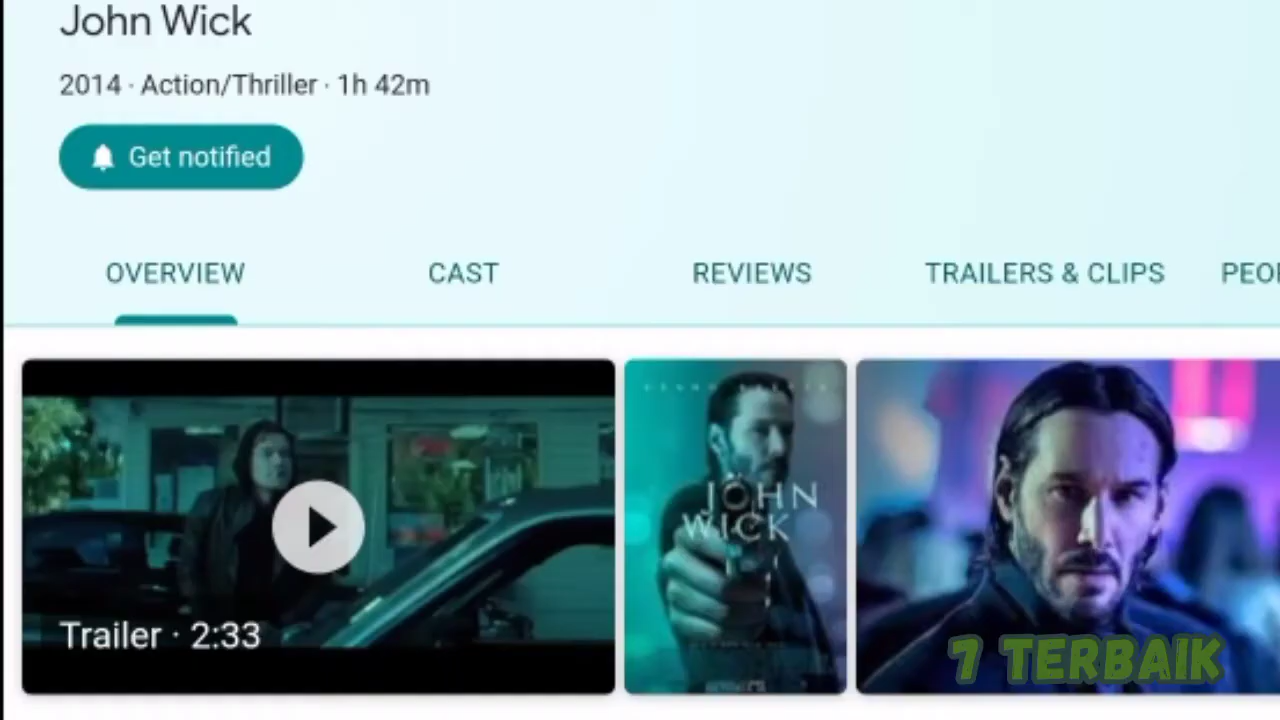 John Wick
2014 · Action/Thriller · 1h 42m
Get notified
OVERVIEW CAST REVIEWS TRAILERS & CLIPS
JOHN
WICK
Trailer · 2:33
7 TERBAIK